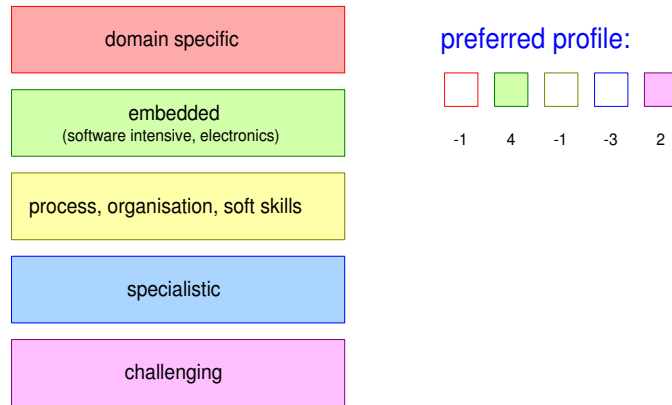 domain specific
embedded
(software intensive, electronics)
process, organisation, soft skills
specialistic
challenging
preferred profile:
-1 4 -1 -3 2